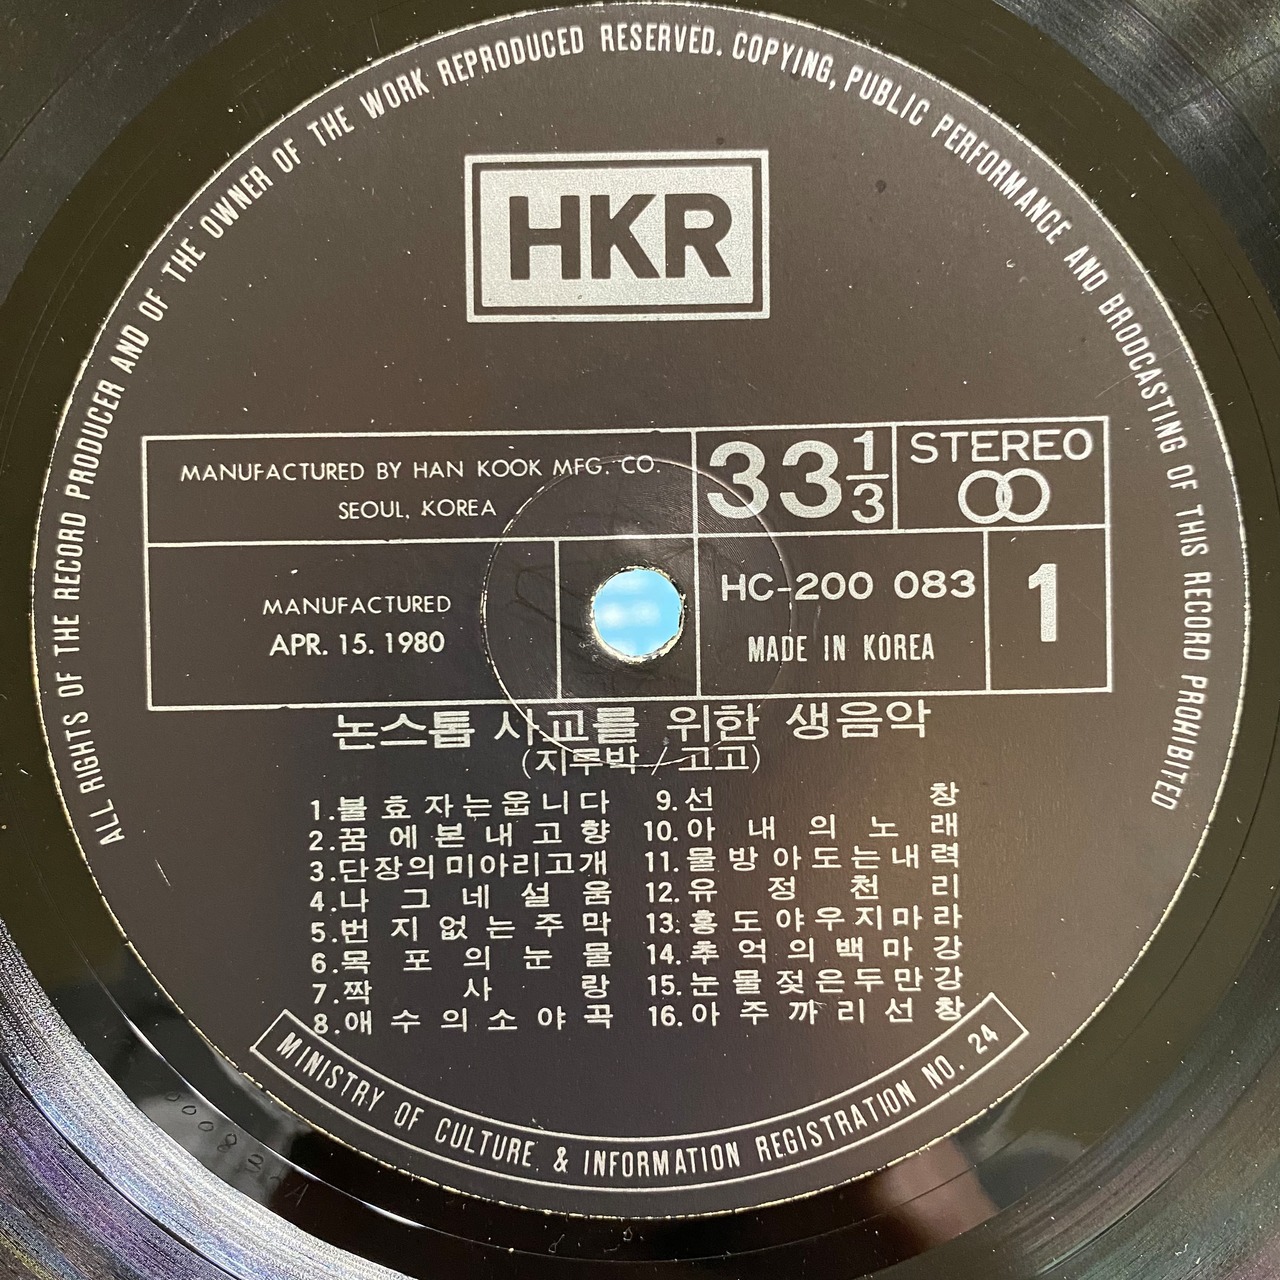 ALL RIGHTS OF THE RECORD PRODUCER AND OF THE OWNER OF THE WORK REPRODUCED RESERVED. COPYING, PUBLIC PERFORMANCE AND BRODCASTING OF THIS RECORD PROHIBITED
HKR
MANUFACTURED BY HAN KOOK MFG. CO.
SEOUL, KOREA
33 1/3
STEREO
MANUFACTURED
APR. 15. 1980
HC-200 083
MADE IN KOREA
1
논스톱 사교를 위한 생음악
(지루박 / 고고)
1. 불효자는웁니다
2. 꿈에본내고향
3. 단장의미아리고개
4. 나그네설움
5. 번지없는주막
6. 목포의눈물
7. 짝사랑
8. 애수의소야곡
9. 선창
10. 아내의노래
11. 물방아도는내력
12. 유정천리
13. 홍도야우지마라
14. 추억의백마강
15. 눈물젖은두만강
16. 아주까리선창
MINISTRY OF CULTURE & INFORMATION REGISTRATION NO. 24